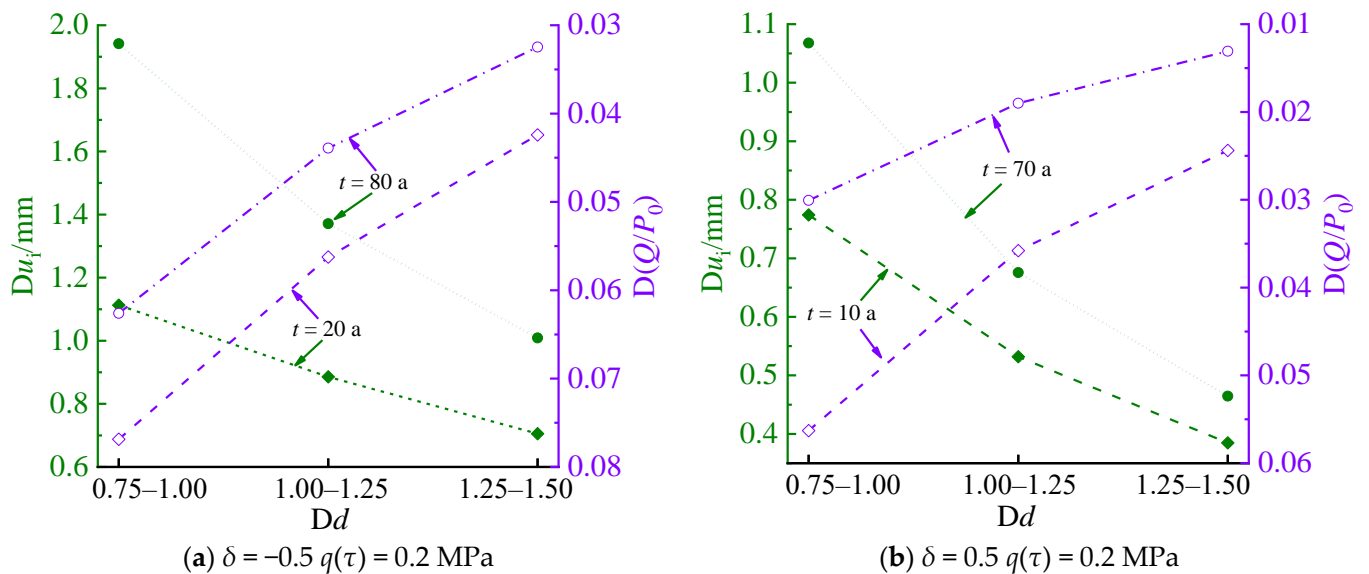 2.0
1.8
1.6
1.4
1.2
1.0
0.8
0.6
Du_i/mm
0.03
0.04
0.05
0.06
0.07
0.08
D(Q/P_0)
t = 80 a
t = 20 a
0.75–1.00
1.00–1.25
1.25–1.50
Dd
(a) δ = −0.5 q(τ) = 0.2 MPa
1.1
1.0
0.9
0.8
0.7
0.6
0.5
0.4
Du_i/mm
0.01
0.02
0.03
0.04
0.05
0.06
D(Q/P_0)
t = 70 a
t = 10 a
0.75–1.00
1.00–1.25
1.25–1.50
Dd
(b) δ = 0.5 q(τ) = 0.2 MPa